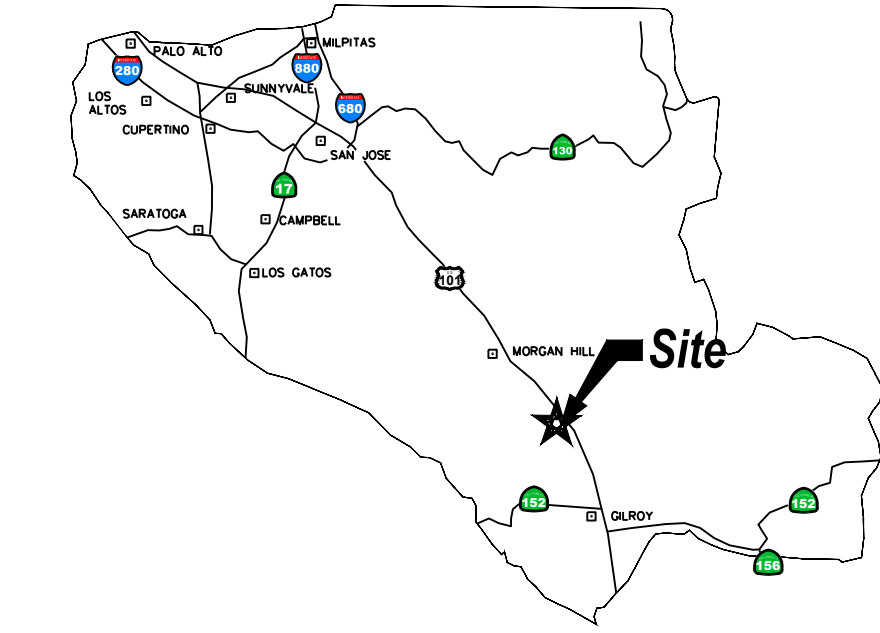 MILPITAS
PALO ALTO
280
880
SUNNYVALE
LOS
ALTOS
680
CUPERTINO
130
SAN JOSE
17
SARATOGA
CAMPBELL
LOS GATOS
101
MORGAN HILL
Site
152
GILROY
152
156